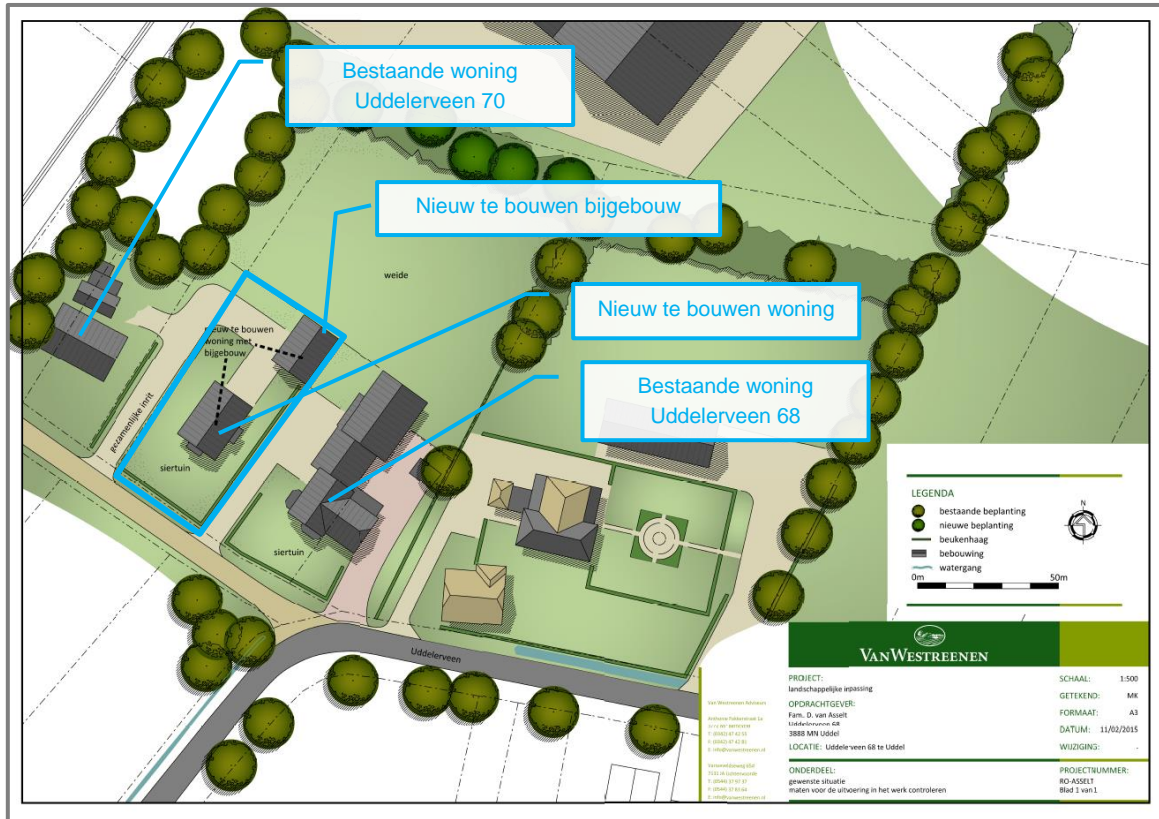 Bestaande woning
Uddelerveen 70
Nieuw te bouwen bijgebouw
weide
Nieuw te bouwen woning
Bestaande woning
Uddelerveen 68
nieuw te bouwen
woning met
bijgebouw
gezamenlijke inrit
siertuin
siertuin
Uddelerveen
LEGENDA
bestaande beplanting
nieuwe beplanting
beukenhaag
bebouwing
watergang
N
0m
50m
VANWESTREENEN
PROJECT:
landschappelijke inpassing
OPDRACHTGEVER:
Fam. D. van Asselt
Uddelerveen 68
3888 MN Uddel
LOCATIE: Uddelerveen 68 te Uddel
SCHAAL: 1:500
GETEKEND: MK
FORMAAT: A3
DATUM: 11/02/2015
WIJZIGING: -
ONDERDEEL:
gewenste situatie
maten voor de uitvoering in het werk controleren
PROJECTNUMMER:
RO-ASSELT
Blad 1 van 1
Van Westreenen Adviseurs